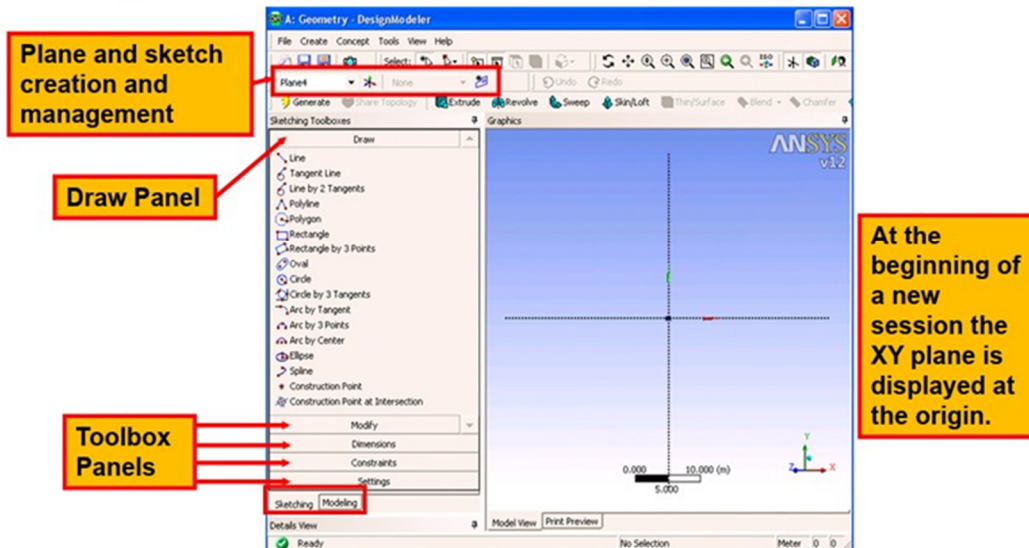 Plane and sketch
creation and
management
Draw Panel
Toolbox
Panels
At the
beginning of
a new
session the
XY plane is
displayed at
the origin.
A: Geometry - DesignModeler
File Create Concept Tools View Help
Select:
Plane4 None Undo Redo
Generate Share Topology Extrude Revolve Sweep Skin/Loft Thin/Surface Blend Chamfer
Sketching Toolboxes Graphics
Draw
Line
Tangent Line
Line by 2 Tangents
Polyline
Polygon
Rectangle
Rectangle by 3 Points
Oval
Circle
Circle by 3 Tangents
Arc by Tangent
Arc by 3 Points
Arc by Center
Ellipse
Spline
Construction Point
Construction Point at Intersection
Modify
Dimensions
Constraints
Settings
Sketching Modeling
Details View
ANSYS
v12
0.000 10.000 (m)
5.000
Y
Z X
Model View Print Preview
Ready No Selection Meter 0 0